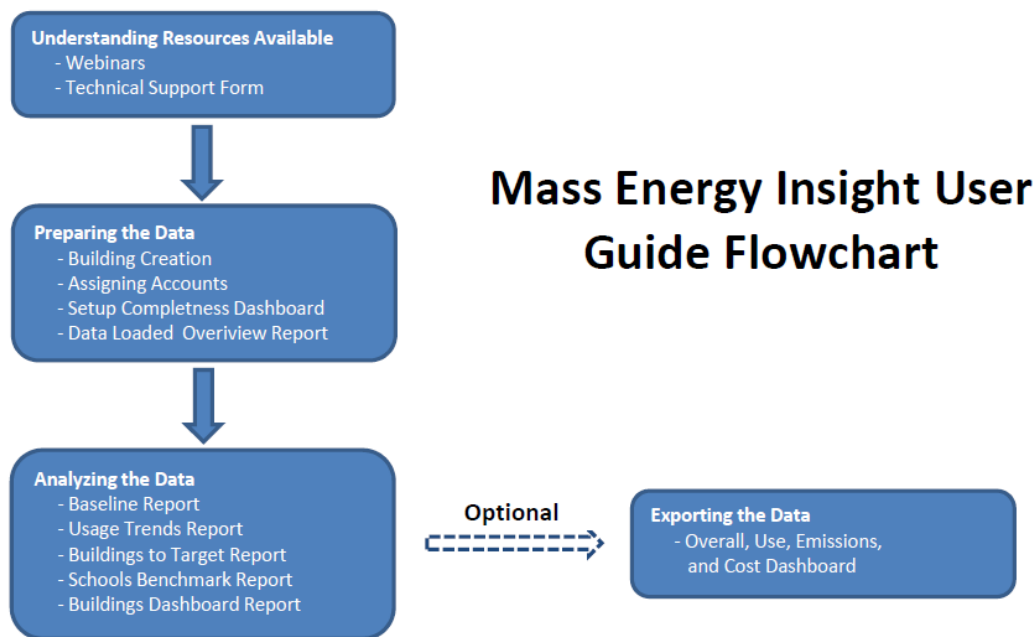 Understanding Resources Available
- Webinars
- Technical Support Form
Mass Energy Insight User
Guide Flowchart
Preparing the Data
- Building Creation
- Assigning Accounts
- Setup Completness Dashboard
- Data Loaded Overiview Report
Analyzing the Data
- Baseline Report
- Usage Trends Report
- Buildings to Target Report
- Schools Benchmark Report
- Buildings Dashboard Report
Optional
Exporting the Data
- Overall, Use, Emissions,
and Cost Dashboard